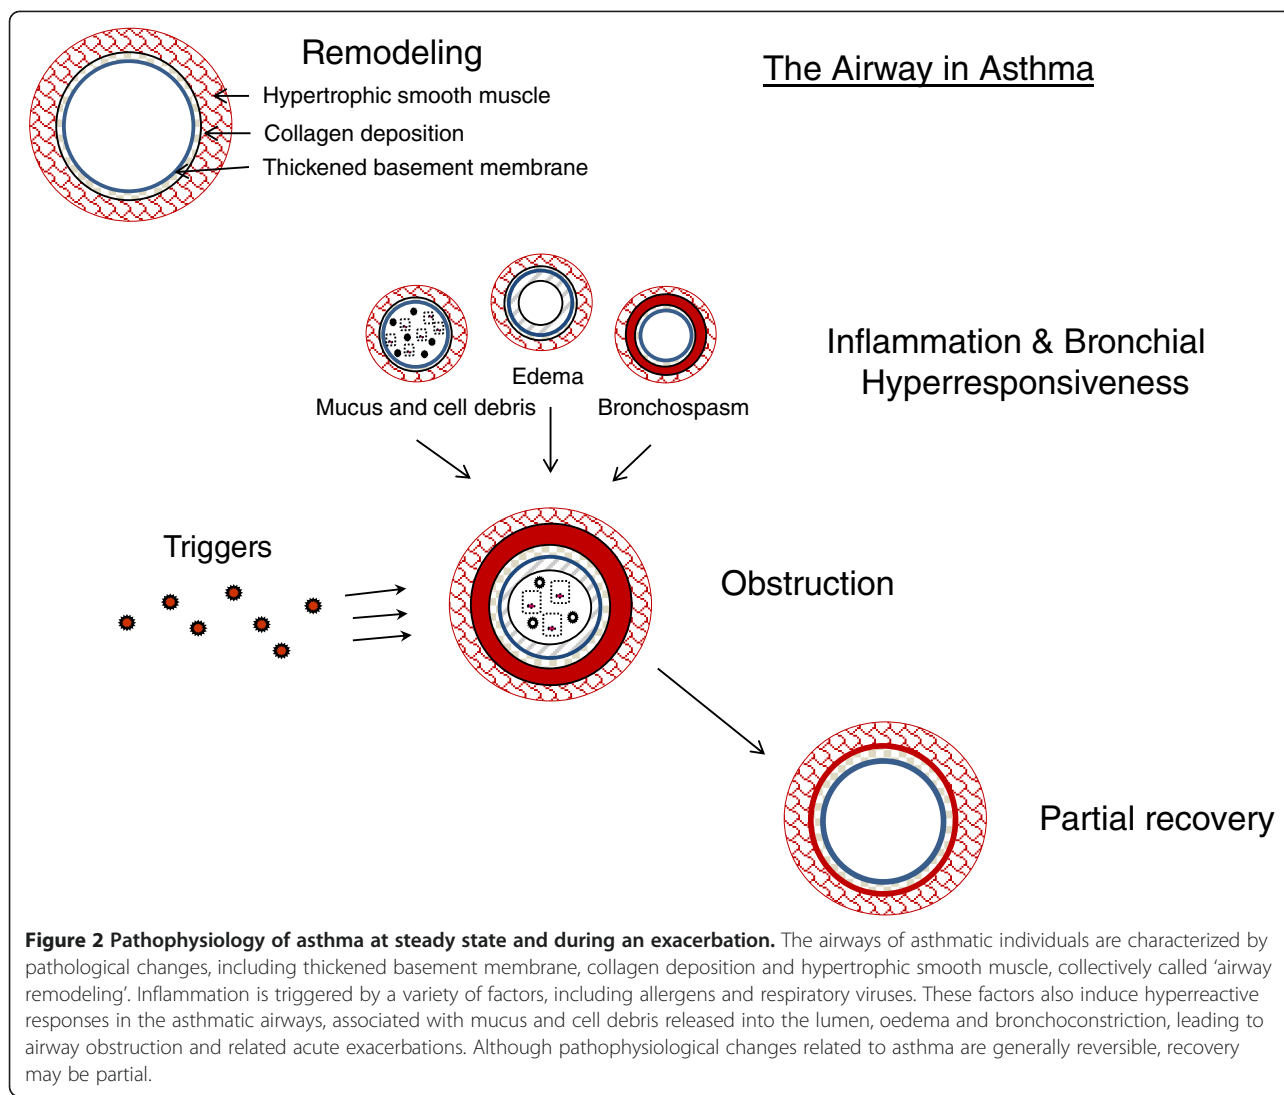 Remodeling
The Airway in Asthma
Hypertrophic smooth muscle
Collagen deposition
Thickened basement membrane
Edema
Mucus and cell debris
Bronchospasm
Inflammation & Bronchial
Hyperresponsiveness
Triggers
Obstruction
Partial recovery
Figure 2 Pathophysiology of asthma at steady state and during an exacerbation. The airways of asthmatic individuals are characterized by
pathological changes, including thickened basement membrane, collagen deposition and hypertrophic smooth muscle, collectively called ‘airway
remodeling’. Inflammation is triggered by a variety of factors, including allergens and respiratory viruses. These factors also induce hyperreactive
responses in the asthmatic airways, associated with mucus and cell debris released into the lumen, oedema and bronchoconstriction, leading to
airway obstruction and related acute exacerbations. Although pathophysiological changes related to asthma are generally reversible, recovery
may be partial.